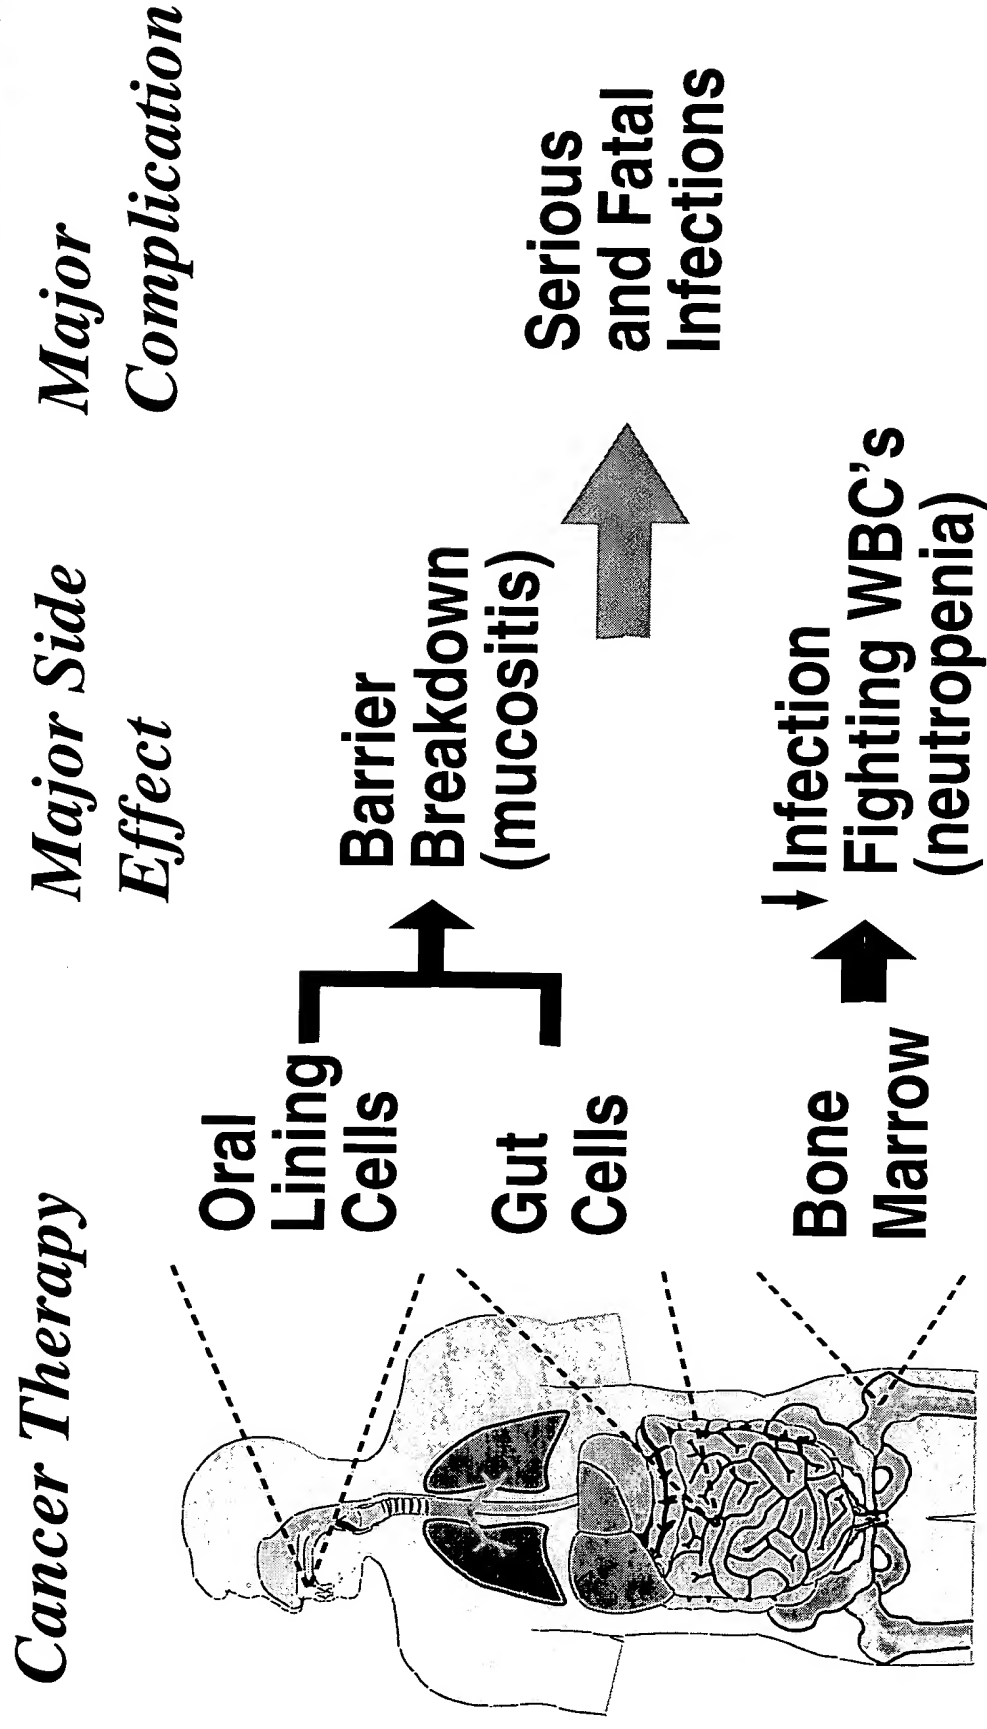 Cancer Therapy
Major Side
Effect
Major
Complication
Oral
Lining
Cells
Gut
Cells
Bone
Marrow
Barrier
Breakdown
(mucositis)
↓ Infection
Fighting WBC's
(neutropenia)
Serious
and Fatal
Infections